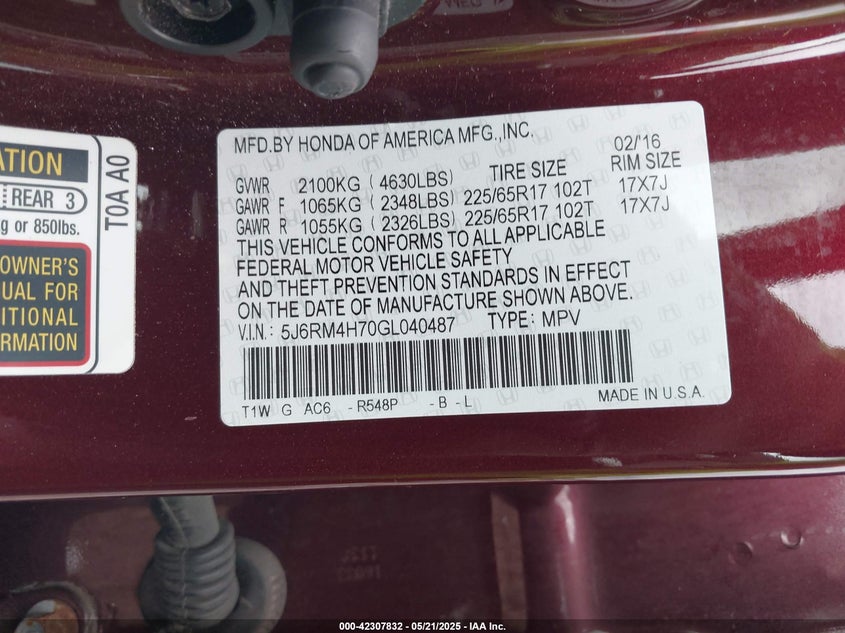 MFD.BY HONDA OF AMERICA MFG.,INC. 02/'16
TIRE SIZE RIM SIZE
GVWR 2100KG ( 4630LBS)
GAWR F 1065KG ( 2348LBS) 225/65R17 102T 17X7J
GAWR R 1055KG ( 2326LBS) 225/65R17 102T 17X7J
THIS VEHICLE CONFORMS TO ALL APPLICABLE
FEDERAL MOTOR VEHICLE SAFETY
AND THEFT PREVENTION STANDARDS IN EFFECT
ON THE DATE OF MANUFACTURE SHOWN ABOVE.
V.I.N: 5J6RM4H70GL040487 TYPE: MPV
T1W G AC6 -R548P -B -L MADE IN U.S.A.
ATION
REAR 3
g or 850lbs.
OWNER'S
UAL FOR
ITIONAL
RMATION
T0A A0
000-42307832 - 05/21/2025 - IAA Inc.